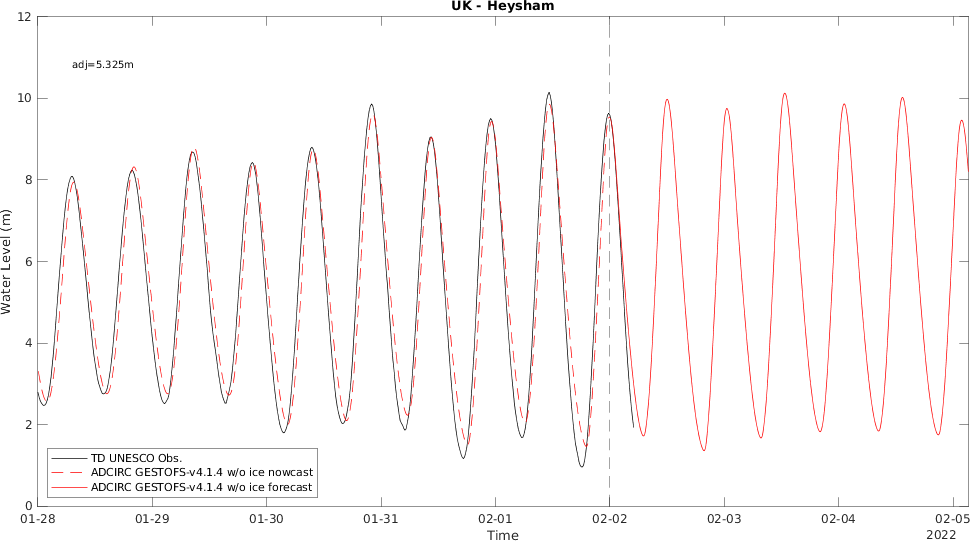 UK - Heysham
12
adj=5.325m
10
8
6
4
2
0
Water Level (m)
TD UNESCO Obs.
ADCIRC GESTOFS-v4.1.4 w/o ice nowcast
ADCIRC GESTOFS-v4.1.4 w/o ice forecast
01-28 01-29 01-30 01-31 02-01 02-02 02-03 02-04 02-05
Time
2022